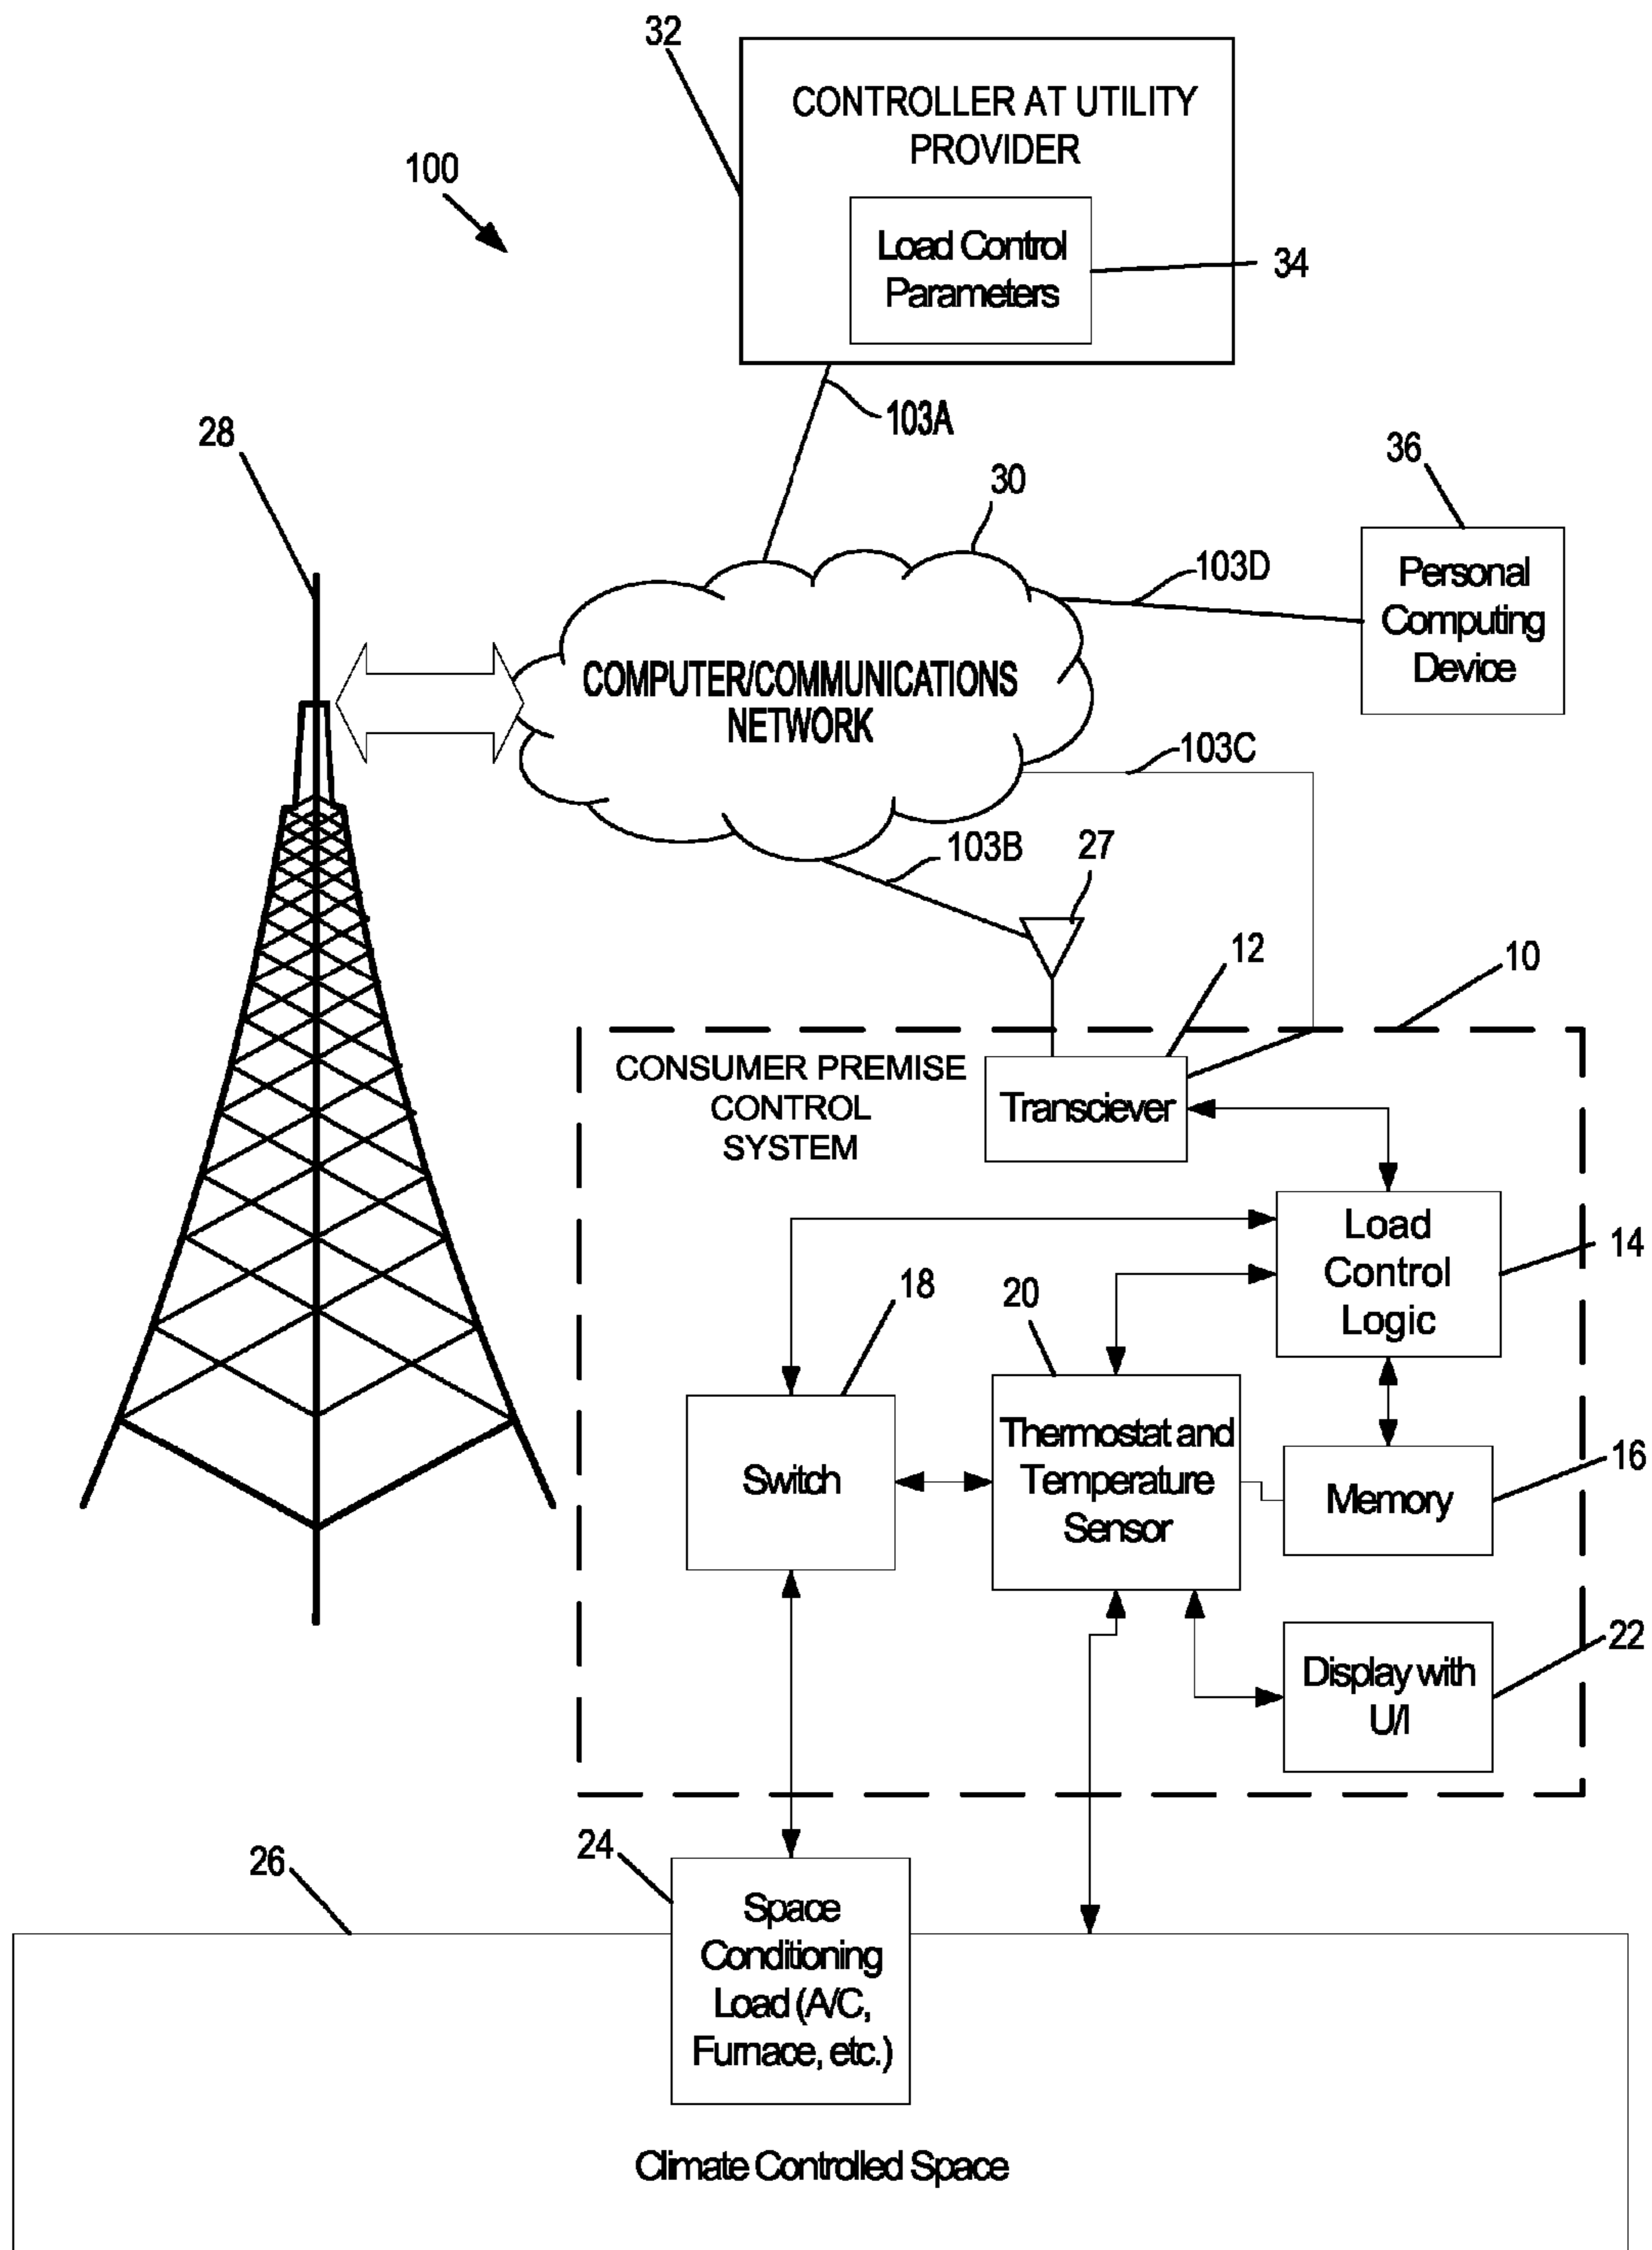 32
CONTROLLER AT UTILITY
PROVIDER
100
Load Control
Parameters
34
103A
28
36
30
103D
Personal
Computing
Device
COMPUTER/COMMUNICATIONS
NETWORK
103C
103B
27
12
10
CONSUMER PREMISE
CONTROL
SYSTEM
Transciever
Load
Control
Logic
14
18
20
Switch
Thermostat and
Temperature
Sensor
16
Memory
22
Display with
U/I
24
26
Space
Conditioning
Load (A/C,
Furnace, etc.)
Climate Controlled Space